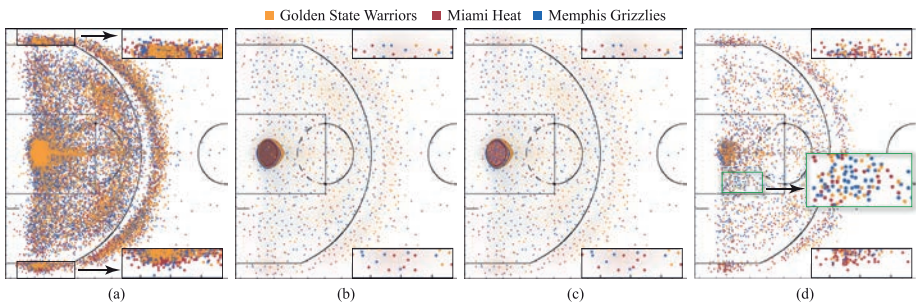 Golden State Warriors Miami Heat Memphis Grizzlies
(a) (b) (c) (d)